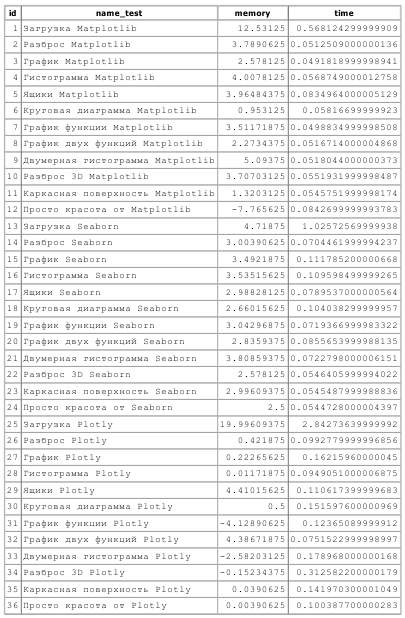 id name_test memory time
1 Загрузка Matplotlib 12.53125 0.568124299999909
2 Разброс Matplotlib 3.7890625 0.0512509000000136
3 График Matplotlib 2.578125 0.0491818999998941
4 Гистограмма Matplotlib 4.0078125 0.0568749000012758
5 Ящики Matplotlib 3.96484375 0.0834964000005129
6 Круговая диаграмма Matplotlib 0.953125 0.05816699999923
7 График функции Matplotlib 3.51171875 0.0498834999998508
8 График двух функций Matplotlib 2.2734375 0.0516714000004868
9 Двумерная гистограмма Matplotlib 5.09375 0.0518044000000373
10 Разброс 3D Matplotlib 3.70703125 0.0551931999998487
11 Каркасная поверхность Matplotlib 1.3203125 0.0545751999998174
12 Просто красота от Matplotlib -7.765625 0.0842699999993783
13 Загрузка Seaborn 4.71875 1.02572569999938
14 Разброс Seaborn 3.00390625 0.0704461999994237
15 График Seaborn 3.4921875 0.111785200000668
16 Гистограмма Seaborn 3.53515625 0.109598499999265
17 Ящики Seaborn 2.98828125 0.0789537000000564
18 Круговая диаграмма Seaborn 2.66015625 0.104038299999957
19 График функции Seaborn 3.04296875 0.0719366999983322
20 График двух функций Seaborn 2.8359375 0.0855653999988135
21 Двумерная гистограмма Seaborn 3.80859375 0.0722798000006151
22 Разброс 3D Seaborn 2.578125 0.0546405999994022
23 Каркасная поверхность Seaborn 2.99609375 0.0545487999988836
24 Просто красота от Seaborn 2.5 0.0544728000004397
25 Загрузка Plotly 19.99609375 2.84273639999992
26 Разброс Plotly 0.421875 0.0992779999996856
27 График Plotly 0.22265625 0.16215960000045
28 Гистограмма Plotly 0.01171875 0.0949051000006875
29 Ящики Plotly 4.41015625 0.110617399999683
30 Круговая диаграмма Plotly 0.5 0.151597600000969
31 График функции Plotly -4.12890625 0.12365089999912
32 График двух функций Plotly 4.38671875 0.0751522999998997
33 Двумерная гистограмма Plotly -2.58203125 0.178968000000168
34 Разброс 3D Plotly -0.15234375 0.312582200000179
35 Каркасная поверхность Plotly 0.0390625 0.141970300001049
36 Просто красота от Plotly 0.00390625 0.100387700000283